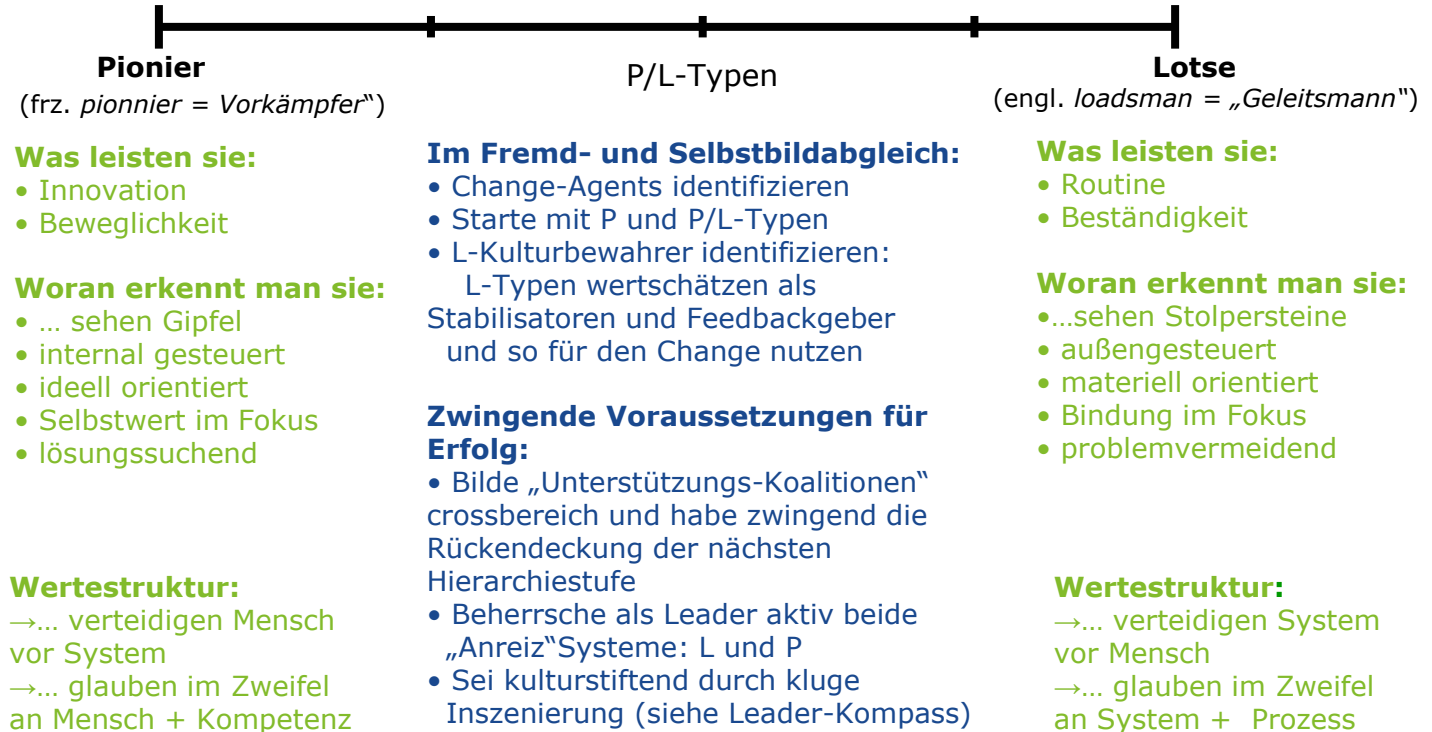 Pionier
(frz. pionnier = Vorkämpfer“)
P/L-Typen
Lotse
(engl. loadsman = „Geleitsmann“)
Was leisten sie:
• Innovation
• Beweglichkeit
Woran erkennt man sie:
• … sehen Gipfel
• internal gesteuert
• ideell orientiert
• Selbstwert im Fokus
• lösungssuchend
Wertestruktur:
→… verteidigen Mensch
vor System
→… glauben im Zweifel
an Mensch + Kompetenz
Im Fremd- und Selbstbildabgleich:
• Change-Agents identifizieren
• Starte mit P und P/L-Typen
• L-Kulturbewahrer identifizieren:
L-Typen wertschätzen als
Stabilisatoren und Feedbackgeber
und so für den Change nutzen
Zwingende Voraussetzungen für
Erfolg:
• Bilde „Unterstützungs-Koalitionen“
crossbereich und habe zwingend die
Rückendeckung der nächsten
Hierarchiestufe
• Beherrsche als Leader aktiv beide
„Anreiz“Systeme: L und P
• Sei kulturstiftend durch kluge
Inszenierung (siehe Leader-Kompass)
Was leisten sie:
• Routine
• Beständigkeit
Woran erkennt man sie:
•…sehen Stolpersteine
• außengesteuert
• materiell orientiert
• Bindung im Fokus
• problemvermeidend
Wertestruktur:
→… verteidigen System
vor Mensch
→… glauben im Zweifel
an System + Prozess